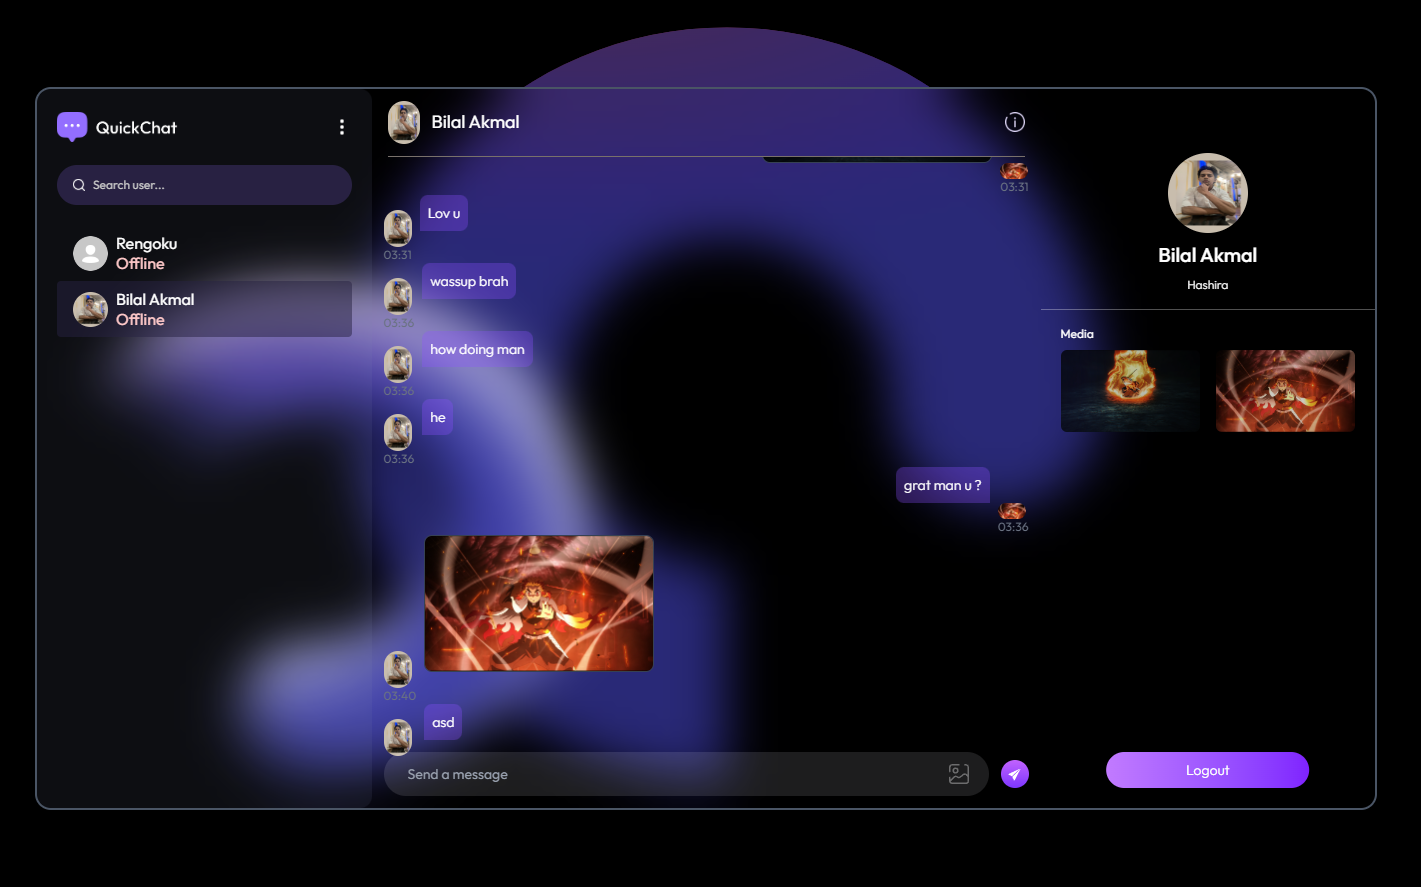 QuickChat
Search user...
Rengoku
Offline
Bilal Akmal
Offline
Bilal Akmal
03:31
Lov u
03:31
wassup brah
03:36
how doing man
03:36
he
03:36
grat man u ?
03:36
03:40
asd
Send a message
Bilal Akmal
Hashira
Media
Logout